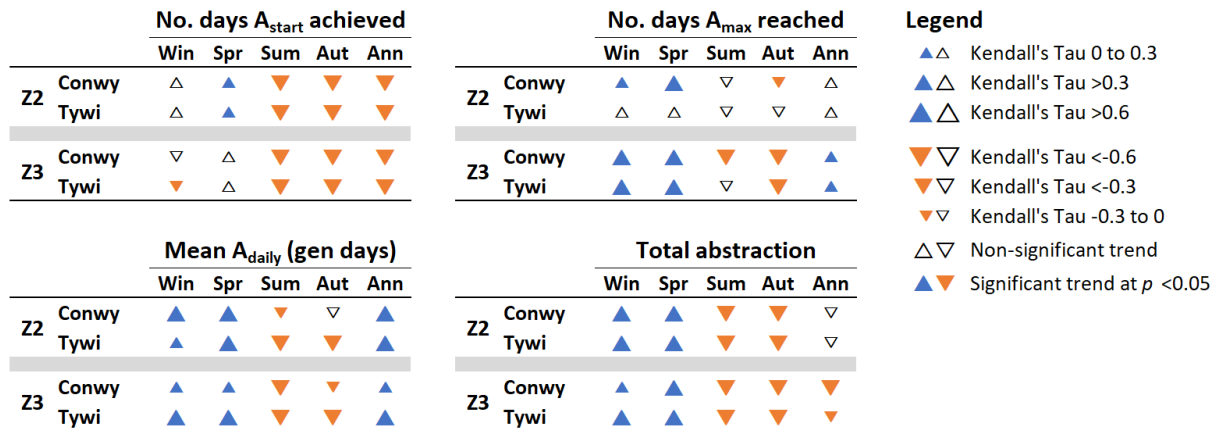 No. days Astart achieved
Win Spr Sum Aut Ann
Z2
Conwy
Tywi
Z3
Conwy
Tywi
No. days Amax reached
Win Spr Sum Aut Ann
Z2
Conwy
Tywi
Z3
Conwy
Tywi
Mean Adaily (gen days)
Win Spr Sum Aut Ann
Z2
Conwy
Tywi
Z3
Conwy
Tywi
Total abstraction
Win Spr Sum Aut Ann
Z2
Conwy
Tywi
Z3
Conwy
Tywi
Legend
Kendall's Tau 0 to 0.3
Kendall's Tau >0.3
Kendall's Tau >0.6
Kendall's Tau <-0.6
Kendall's Tau <-0.3
Kendall's Tau -0.3 to 0
Non-significant trend
Significant trend at p <0.05